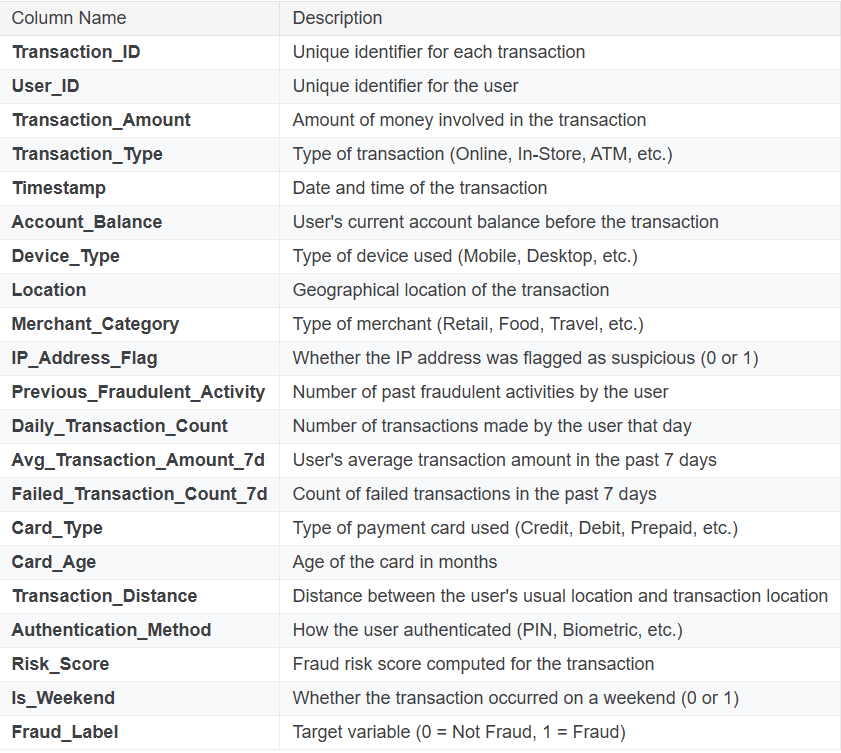 Column Name Description
Transaction_ID Unique identifier for each transaction
User_ID Unique identifier for the user
Transaction_Amount Amount of money involved in the transaction
Transaction_Type Type of transaction (Online, In-Store, ATM, etc.)
Timestamp Date and time of the transaction
Account_Balance User's current account balance before the transaction
Device_Type Type of device used (Mobile, Desktop, etc.)
Location Geographical location of the transaction
Merchant_Category Type of merchant (Retail, Food, Travel, etc.)
IP_Address_Flag Whether the IP address was flagged as suspicious (0 or 1)
Previous_Fraudulent_Activity Number of past fraudulent activities by the user
Daily_Transaction_Count Number of transactions made by the user that day
Avg_Transaction_Amount_7d User's average transaction amount in the past 7 days
Failed_Transaction_Count_7d Count of failed transactions in the past 7 days
Card_Type Type of payment card used (Credit, Debit, Prepaid, etc.)
Card_Age Age of the card in months
Transaction_Distance Distance between the user's usual location and transaction location
Authentication_Method How the user authenticated (PIN, Biometric, etc.)
Risk_Score Fraud risk score computed for the transaction
Is_Weekend Whether the transaction occurred on a weekend (0 or 1)
Fraud_Label Target variable (0 = Not Fraud, 1 = Fraud)